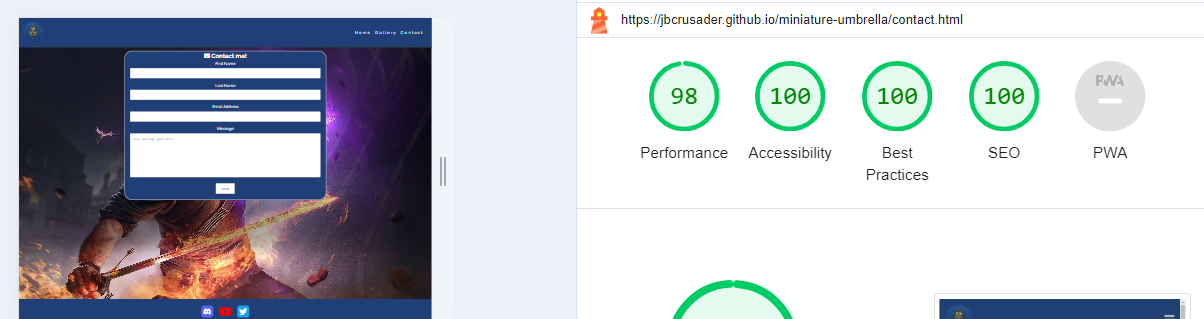 Home Gallery Contact
Contact me!
First Name
Last Name
Email Address
Message
Your message goes here...
Send
https://jbcrusader.github.io/miniature-umbrella/contact.html
98
100
100
100
PWA
Performance
Accessibility
Best
Practices
SEO
PWA